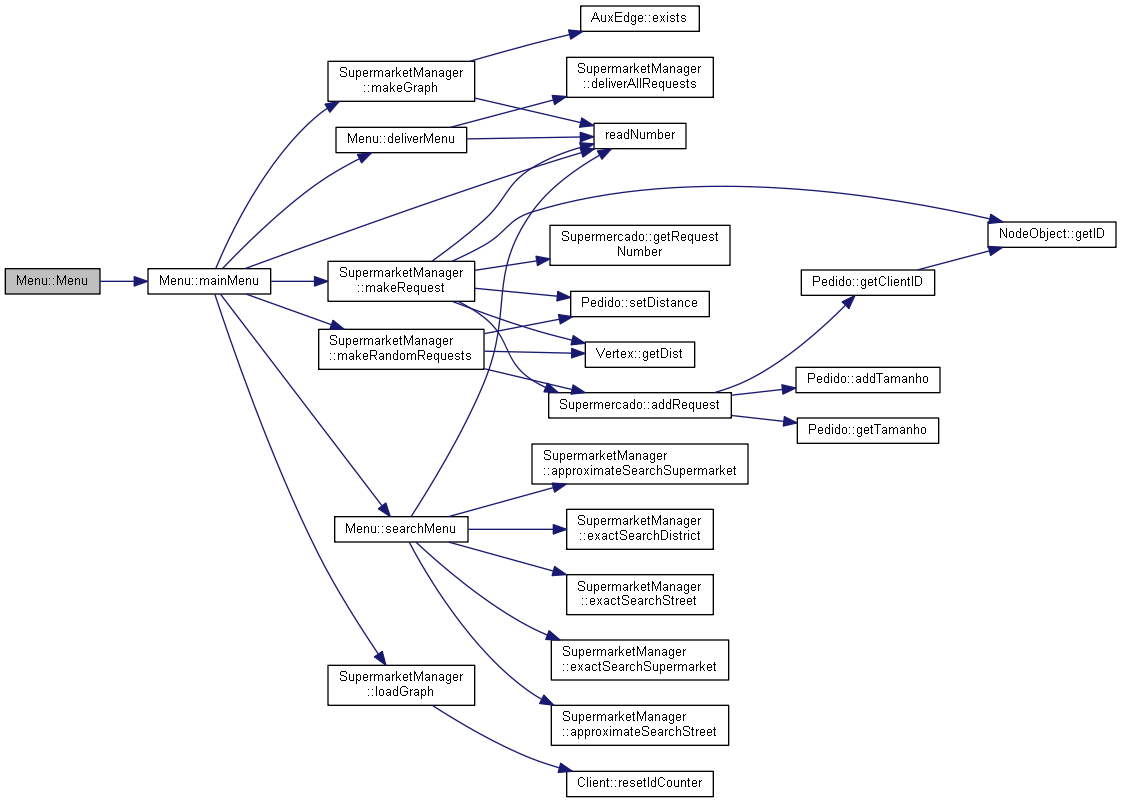 AuxEdge::exists
SupermarketManager
::makeGraph
SupermarketManager
::deliverAllRequests
Menu::deliverMenu
readNumber
Supermercado::getRequest
Number
NodeObject::getID
Menu::Menu
Menu::mainMenu
SupermarketManager
::makeRequest
Pedido::getClientID
Pedido::setDistance
SupermarketManager
::makeRandomRequests
Vertex::getDist
Pedido::addTamanho
Supermercado::addRequest
Pedido::getTamanho
SupermarketManager
::approximateSearchSupermarket
Menu::searchMenu
SupermarketManager
::exactSearchDistrict
SupermarketManager
::exactSearchStreet
SupermarketManager
::exactSearchSupermarket
SupermarketManager
::loadGraph
SupermarketManager
::approximateSearchStreet
Client::resetIdCounter